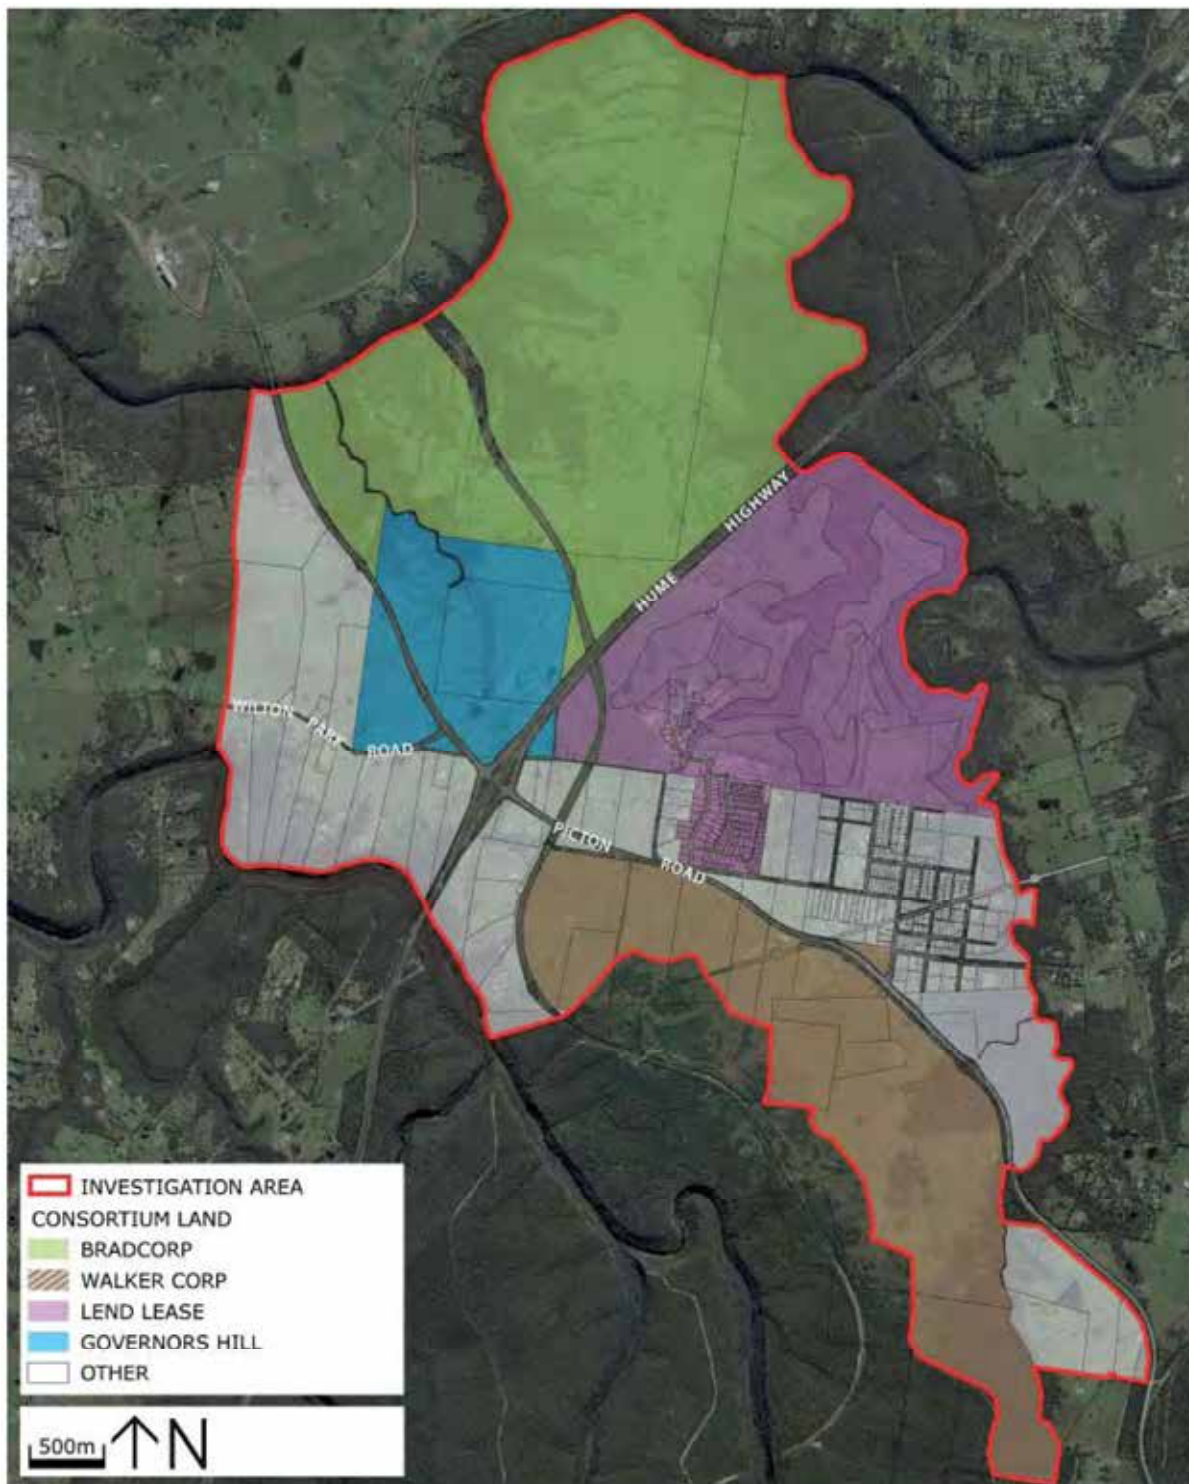 HUME HIGHWAY
WILTON PARK ROAD
PICTON ROAD
INVESTIGATION AREA
CONSORTIUM LAND
BRADCORP
WALKER CORP
LEND LEASE
GOVERNORS HILL
OTHER
500m
N